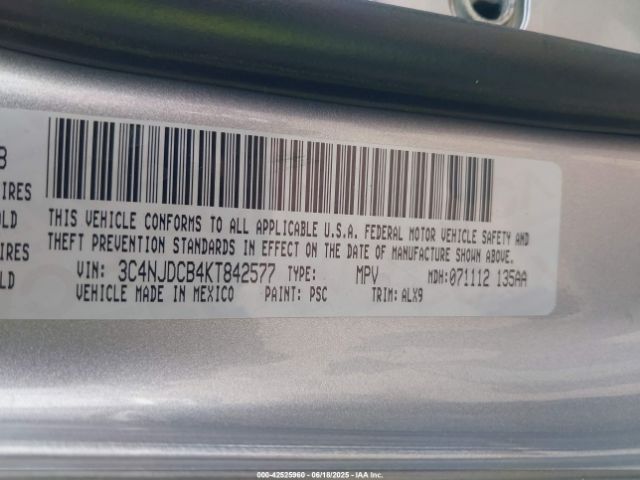 B
IRES
OLD
IRES
LD
THIS VEHICLE CONFORMS TO ALL APPLICABLE U.S.A. FEDERAL MOTOR VEHICLE SAFETY AND
THEFT PREVENTION STANDARDS IN EFFECT ON THE DATE OF MANUFACTURE SHOWN ABOVE.
VIN: 3C4NJDCB4KT842577 TYPE: MPV MDH:071112 135AA
VEHICLE MADE IN MEXICO PAINT: PSC TRIM: ALX9
000-42525960 - 06/18/2025 - IAA Inc.